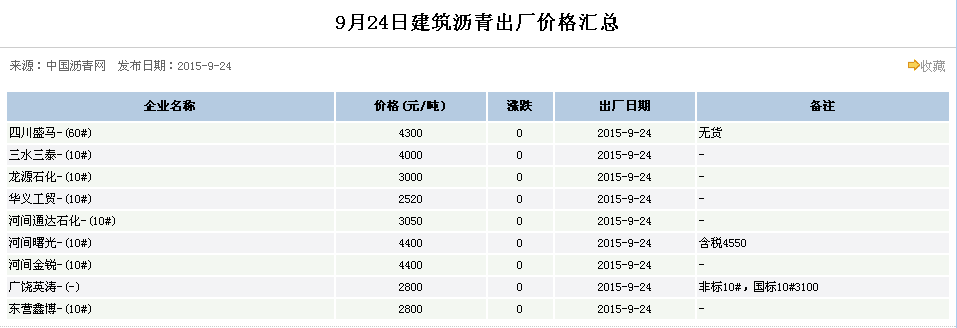 9月24日建筑沥青出厂价格汇总
来源：中国沥青网 发布日期：2015-9-24 收藏
企业名称 价格(元/吨) 涨跌 出厂日期 备注
四川盛马-(60#) 4300 0 2015-9-24 无货
三水三泰-(10#) 4000 0 2015-9-24 -
龙源石化-(10#) 3000 0 2015-9-24 -
华义工贸-(10#) 2520 0 2015-9-24 -
河间通达石化-(10#) 3050 0 2015-9-24 -
河间曙光-(10#) 4400 0 2015-9-24 含税4550
河间金锐-(10#) 4400 0 2015-9-24 -
广饶英涛-(-) 2800 0 2015-9-24 非标10#，国标10#3100
东营鑫博-(10#) 2800 0 2015-9-24 -